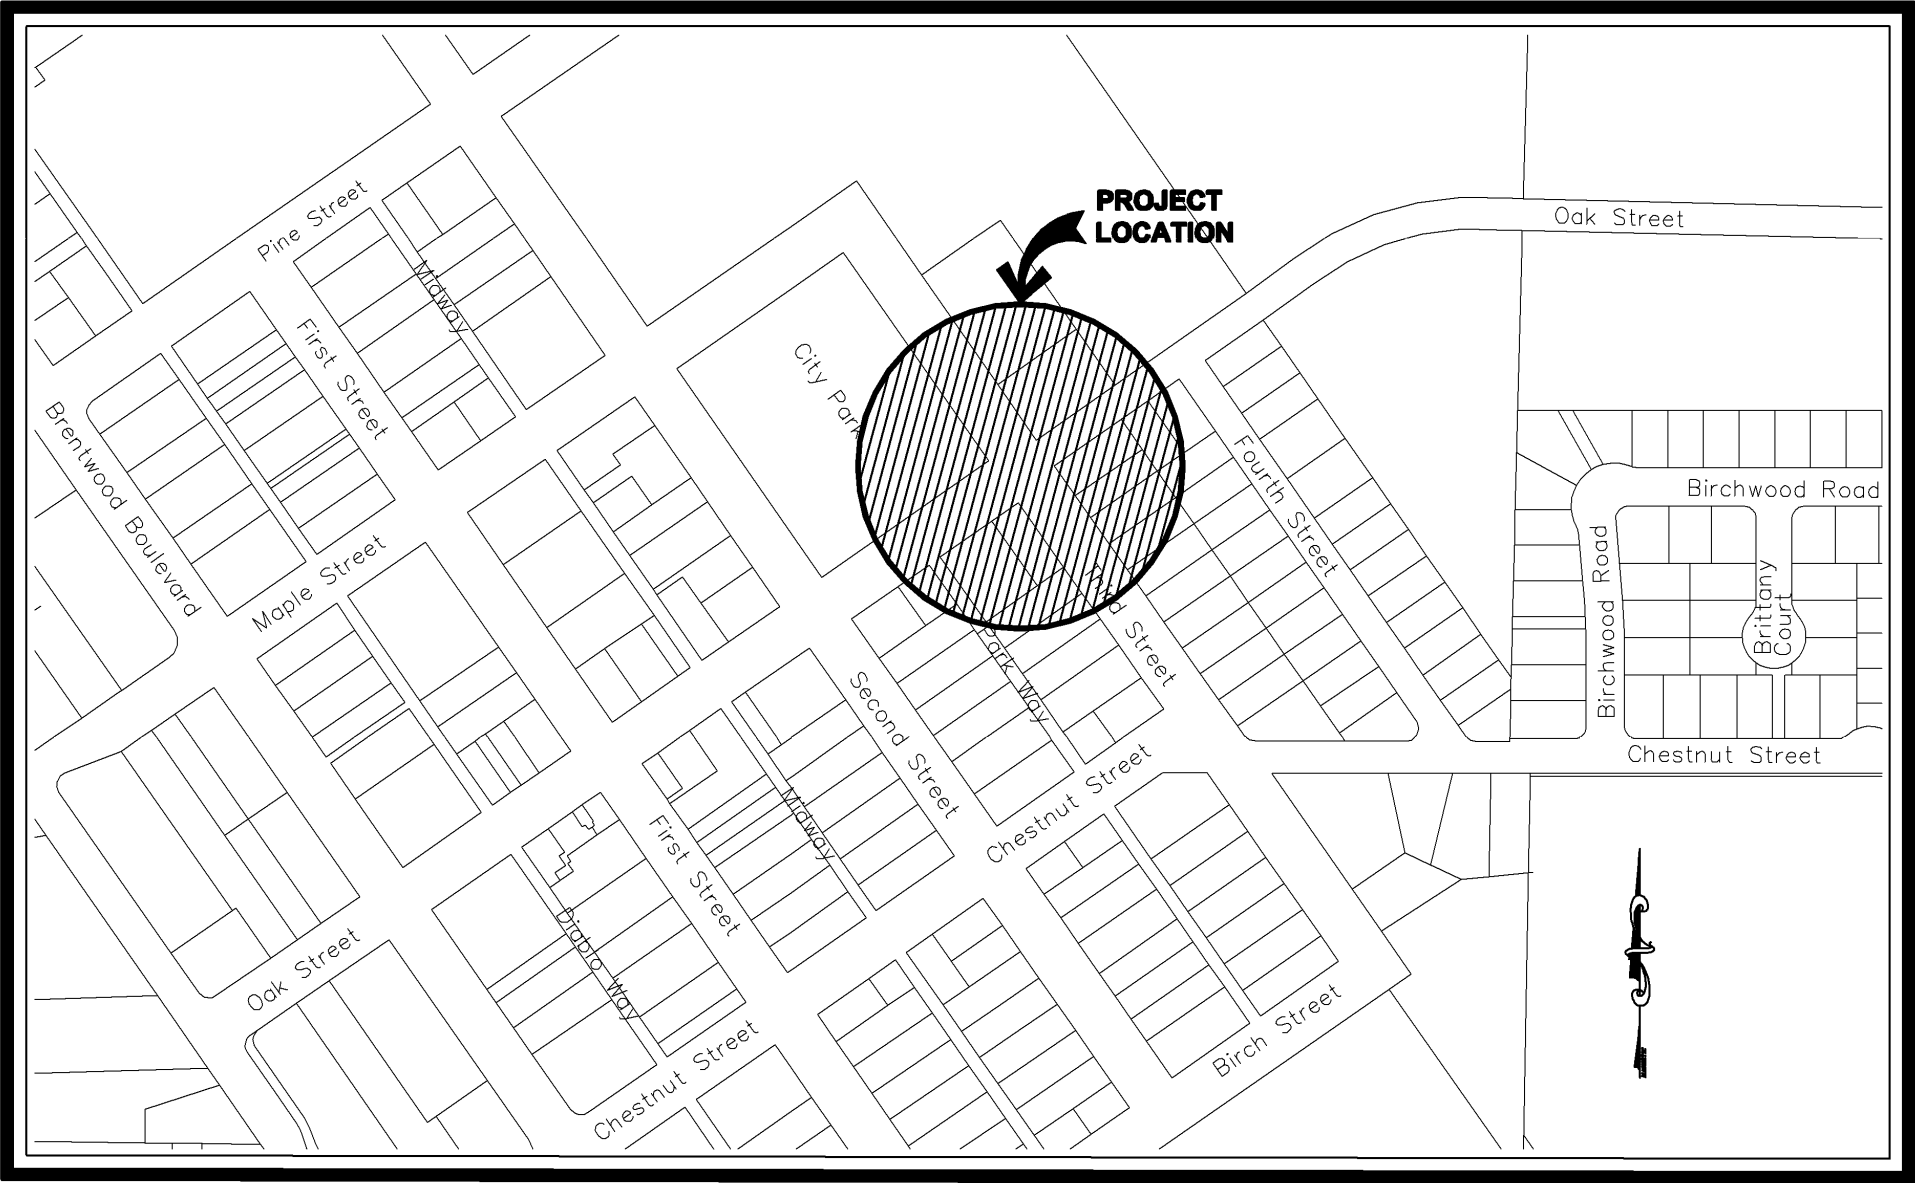 PROJECT
LOCATION
Oak Street
Pine Street
Midway
First Street
City Park
Brentwood Boulevard
Fourth Street
Birchwood Road
Maple Street
Birchwood Road
Brittany
Court
Third Street
Park Way
Second Street
Chestnut Street
Chestnut Street
Midway
First Street
Diablo Way
Oak Street
Birch Street
Chestnut Street